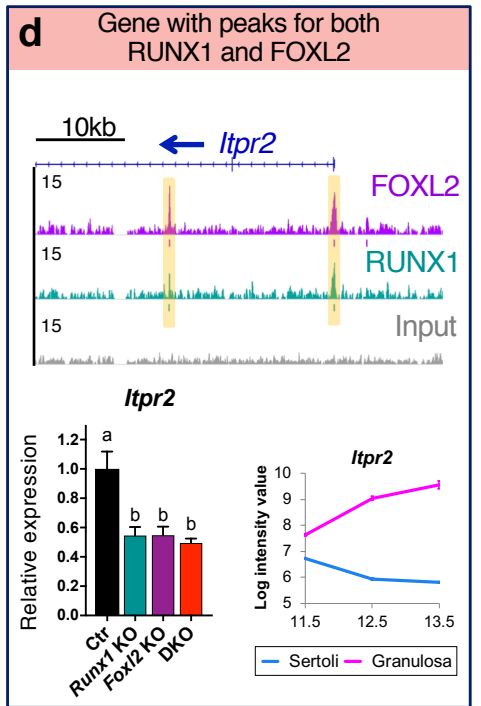 d
Gene with peaks for both
RUNX1 and FOXL2
10kb
Itpr2
15
FOXL2
15
RUNX1
15
Input
Itpr2
Relative expression
1.2
1.0
0.8
0.6
0.4
0.2
0.0
a
b
b
b
Ctr
Runx1 KO
Foxl2 KO
DKO
Itpr2
Log intensity value
10
9
8
7
6
5
11.5 12.5 13.5
Sertoli Granulosa